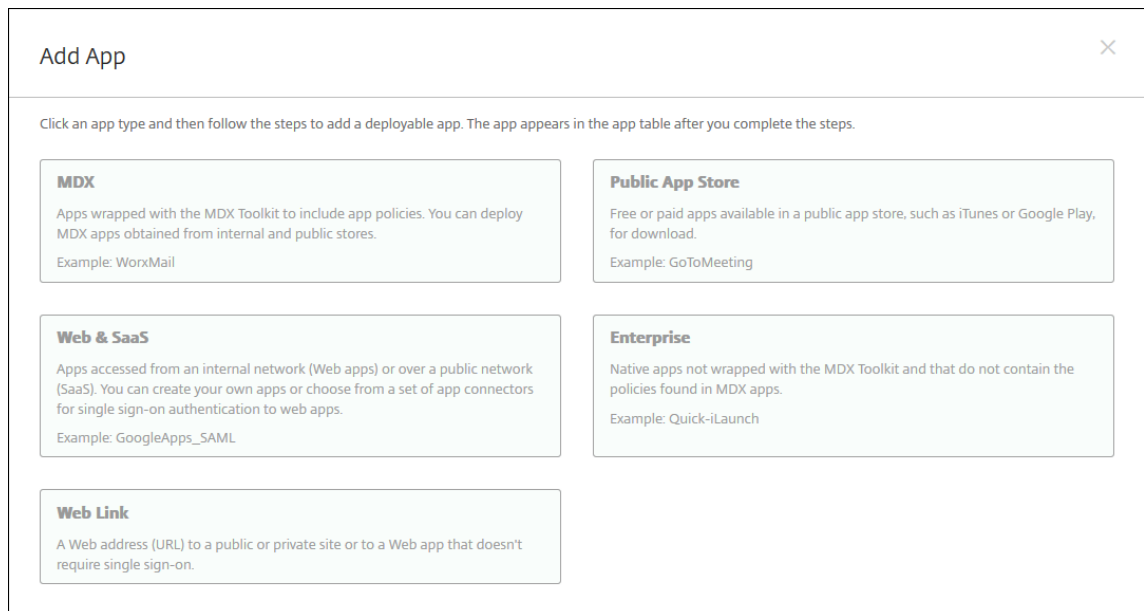 Add App
Click an app type and then follow the steps to add a deployable app. The app appears in the app table after you complete the steps.
MDX
Apps wrapped with the MDX Toolkit to include app policies. You can deploy
MDX apps obtained from internal and public stores.
Example: WorxMail
Public App Store
Free or paid apps available in a public app store, such as iTunes or Google Play,
for download.
Example: GoToMeeting
Web & SaaS
Apps accessed from an internal network (Web apps) or over a public network
(SaaS). You can create your own apps or choose from a set of app connectors
for single sign-on authentication to web apps.
Example: GoogleApps_SAML
Enterprise
Native apps not wrapped with the MDX Toolkit and that do not contain the
policies found in MDX apps.
Example: Quick-iLaunch
Web Link
A Web address (URL) to a public or private site or to a Web app that doesn't
require single sign-on.